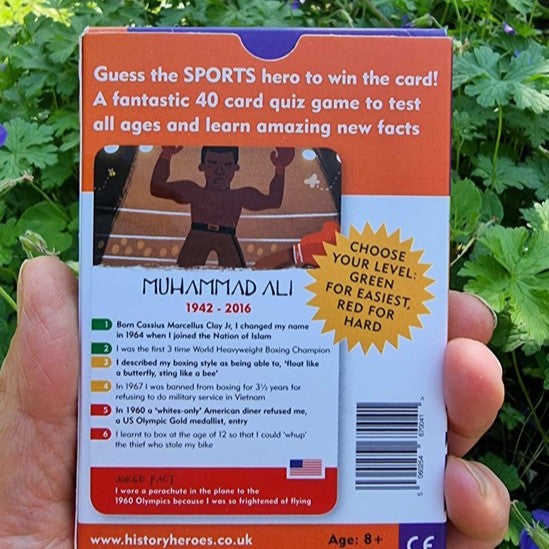 Guess the SPORTS hero to win the card!
A fantastic 40 card quiz game to test
all ages and learn amazing new facts
CHOOSE
YOUR LEVEL:
GREEN
FOR EASIEST,
RED FOR
HARD
MUHAMMAD ALI
1942 - 2016
1 Born Cassius Marcellus Clay Jr, I changed my name
in 1964 when I joined the Nation of Islam
2 I was the first 3 time World Heavyweight Boxing Champion
3 I described my boxing style as being able to, 'float like
a butterfly, sting like a bee'
4 In 1967 I was banned from boxing for 3½ years for
refusing to do military service in Vietnam
5 In 1960 a 'whites-only' American diner refused me,
a US Olympic Gold medallist, entry
6 I learnt to box at the age of 12 so that I could 'whup'
the thief who stole my bike
JOKER FACT
I wore a parachute in the plane to the
1960 Olympics because I was so frightened of flying
5 060254 670041 >
www.historyheroes.co.uk
Age: 8+
CE